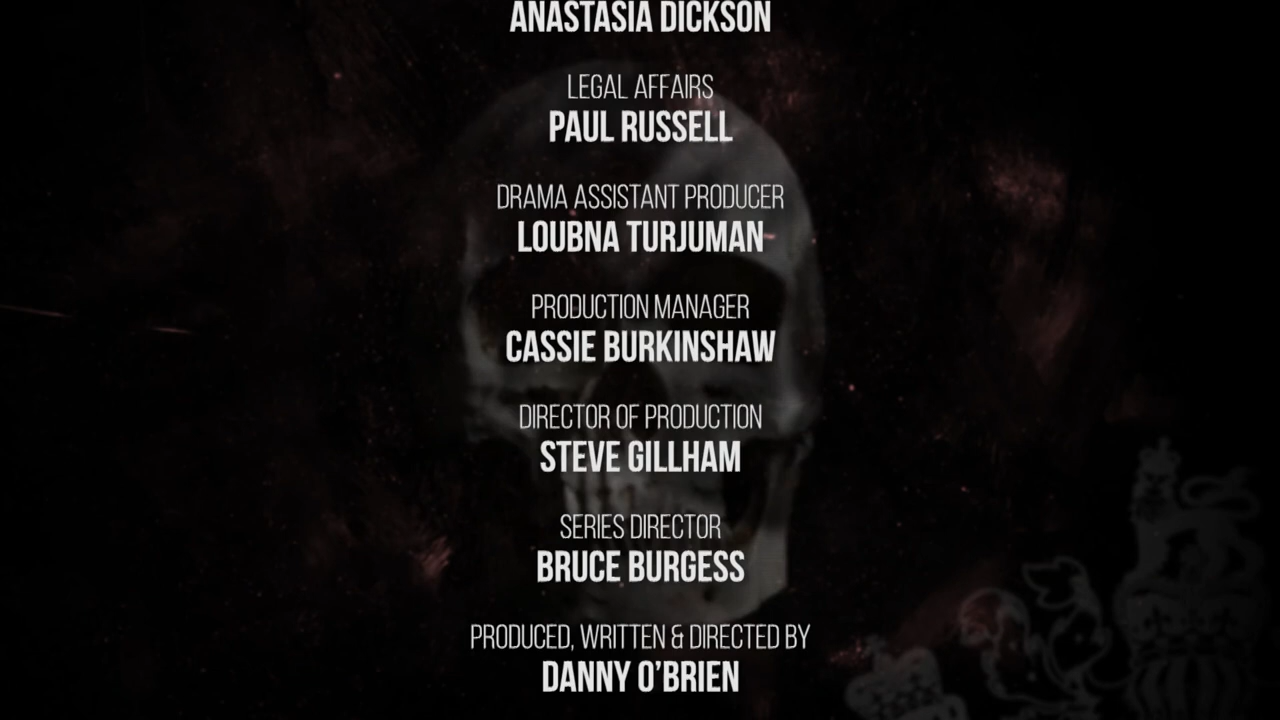 ANASTASIA DICKSON
LEGAL AFFAIRS
PAUL RUSSELL
DRAMA ASSISTANT PRODUCER
LOUBNA TURJUMAN
PRODUCTION MANAGER
CASSIE BURKINSHAW
DIRECTOR OF PRODUCTION
STEVE GILLHAM
SERIES DIRECTOR
BRUCE BURGESS
PRODUCED, WRITTEN & DIRECTED BY
DANNY O'BRIEN